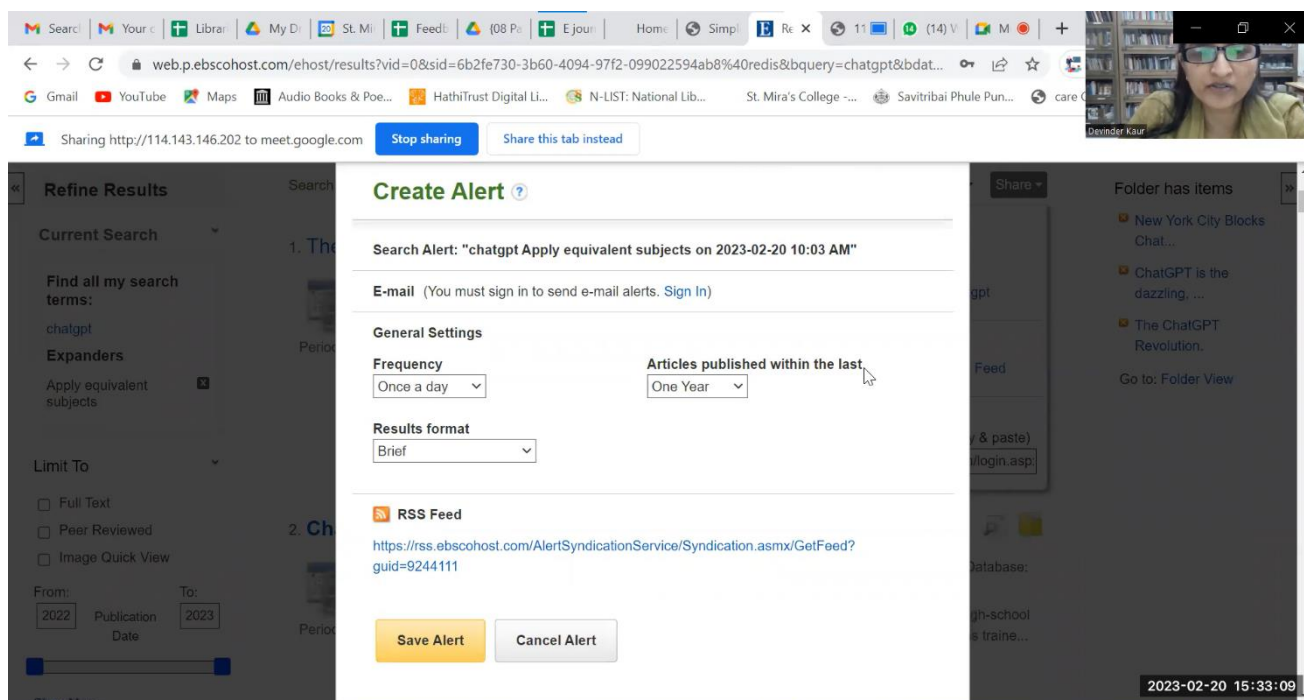 Searcl
Your c
Librar
My Dr
20
St. Mi
Feedb
(08 Pa
E jour
Home
Simpl
Re
11
14
(14) V
M
web.p.ebscohost.com/ehost/results?vid=0&sid=6b2fe730-3b60-4094-97f2-099022594ab8%40redis&bquery=chatgpt&bdat...
Gmail
YouTube
Maps
Audio Books & Poe...
HathiTrust Digital Li...
N-LIST: National Lib...
St. Mira's College -...
Savitribai Phule Pun...
care
Devinder Kaur
Sharing http://114.143.146.202 to meet.google.com
Stop sharing
Share this tab instead
Refine Results
Current Search
Find all my search
terms:
chatgpt
Expanders
Apply equivalent
subjects
Limit To
Full Text
Peer Reviewed
Image Quick View
From:
To:
2022
Publication
Date
2023
Search
1. The
Period
2. Ch
Period
Create Alert
Search Alert: "chatgpt Apply equivalent subjects on 2023-02-20 10:03 AM"
E-mail (You must sign in to send e-mail alerts. Sign In)
General Settings
Frequency
Once a day
Articles published within the last
One Year
Results format
Brief
RSS Feed
https://rss.ebscohost.com/AlertSyndicationService/Syndication.asmx/GetFeed?
guid=9244111
Save Alert
Cancel Alert
Share
gpt
Feed
y & paste)
/login.asp:
Database:
gh-school
s traine...
Folder has items
New York City Blocks
Chat...
ChatGPT is the
dazzling, ...
The ChatGPT
Revolution.
Go to: Folder View
2023-02-20 15:33:09